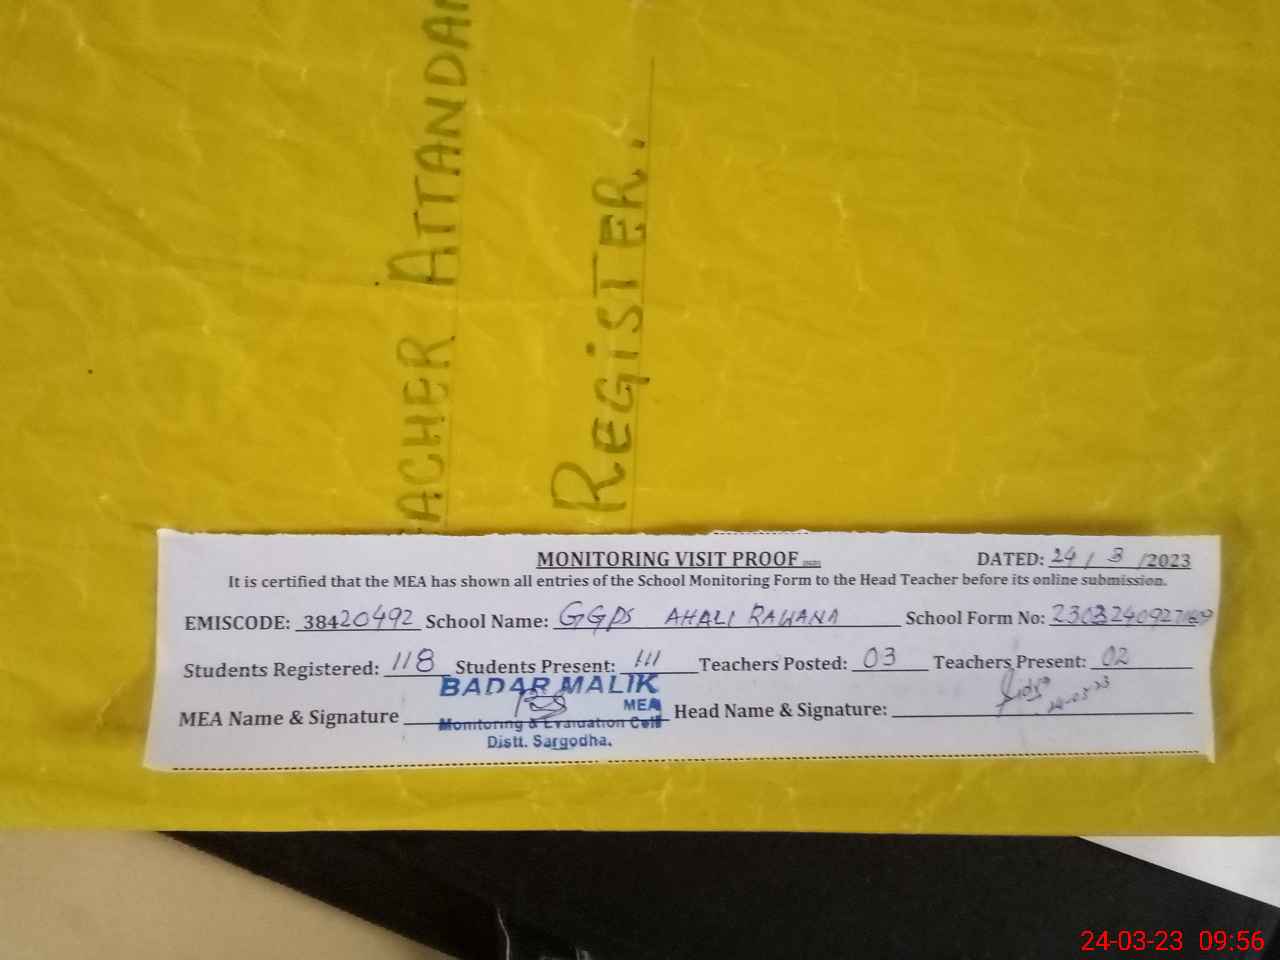 ACHER ATTANDA
REGISTER..
MONITORING VISIT PROOF
DATED: 24 / 3 /2023
It is certified that the MEA has shown all entries of the School Monitoring Form to the Head Teacher before its online submission.
EMISCODE: 38420492 School Name: GGPS AHALI RAWANA School Form No:
Students Registered: 118 Students Present: 111 Teachers Posted: 03 Teachers Present: 02
BADAR MALIK
MEA
MEA Name & Signature Head Name & Signature: 24-03-23
Monitoring & Evaluation Cell
Distt. Sargodha.
24-03-23 09:56